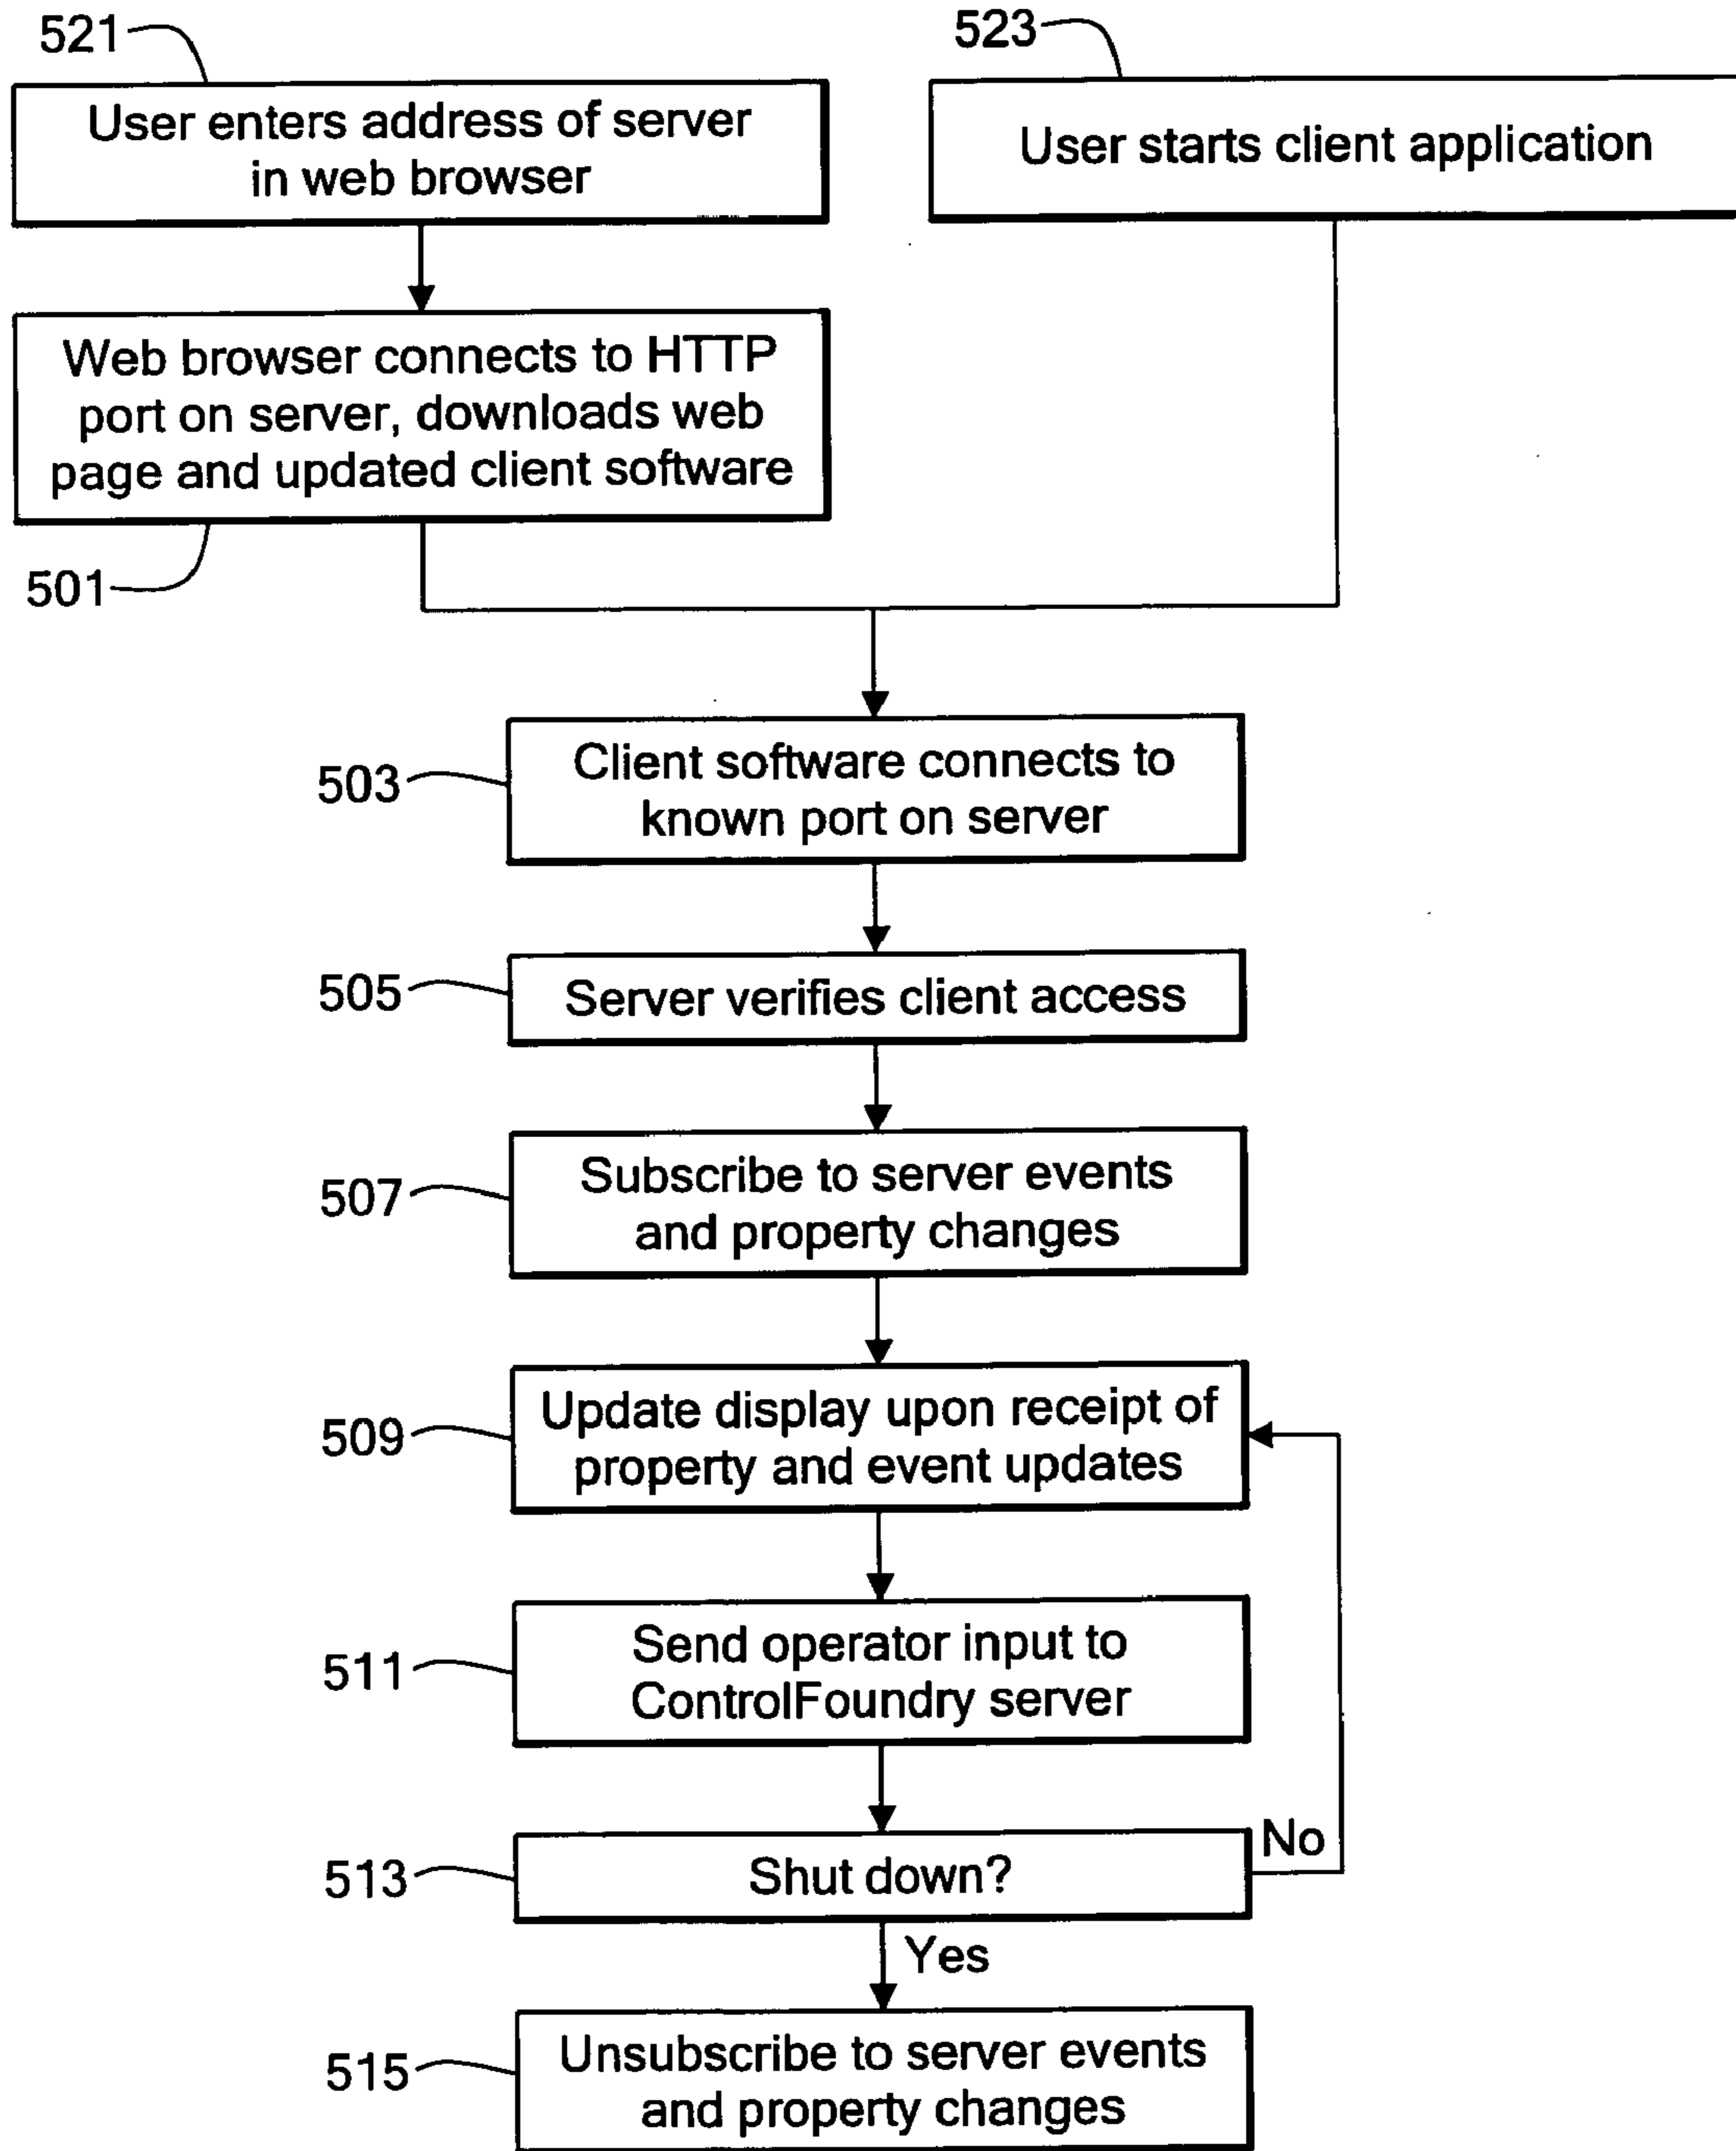 521
User enters address of server
in web browser
523
User starts client application
Web browser connects to HTTP
port on server, downloads web
page and updated client software
501
503
Client software connects to
known port on server
505
Server verifies client access
507
Subscribe to server events
and property changes
509
Update display upon receipt of
property and event updates
511
Send operator input to
ControlFoundry server
513
Shut down?
No
Yes
515
Unsubscribe to server events
and property changes